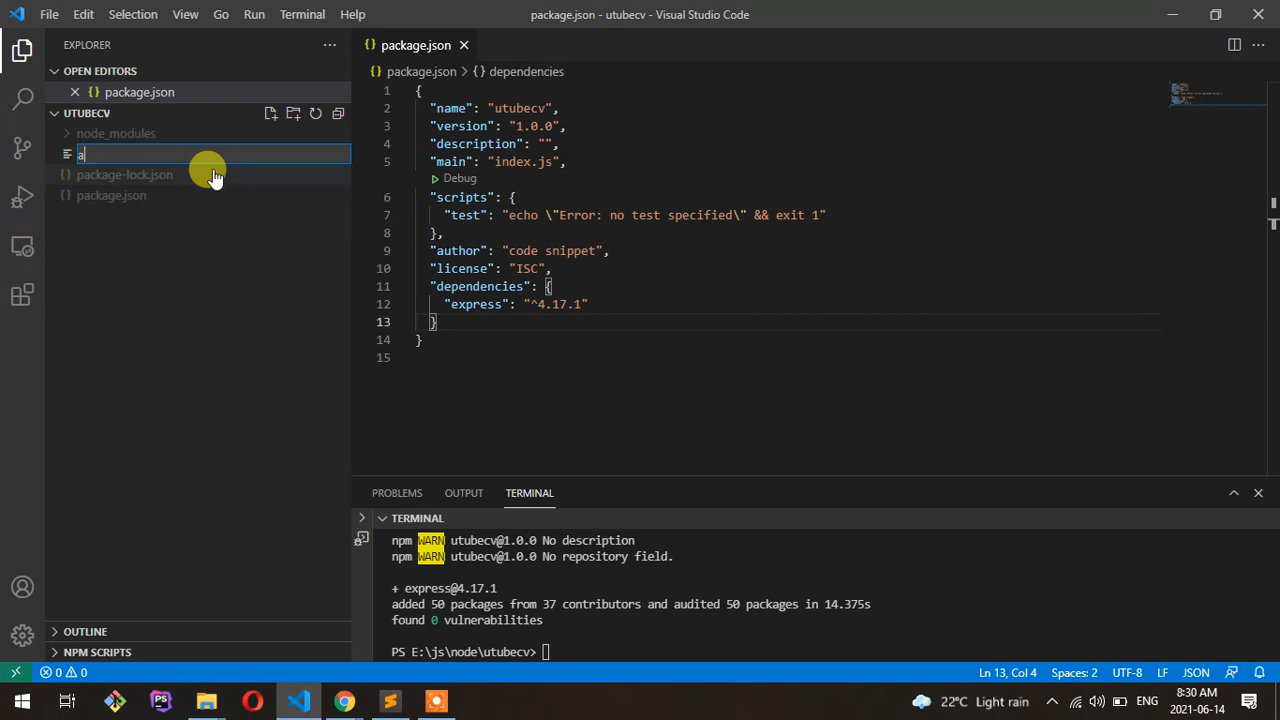 File Edit Selection View Go Run Terminal Help
package.json - utubecv - Visual Studio Code
EXPLORER
OPEN EDITORS
package.json
UTUBECV
node_modules
a
package-lock.json
package.json
OUTLINE
NPM SCRIPTS
package.json
package.json > {} dependencies
1 {
2 "name": "utubecv",
3 "version": "1.0.0",
4 "description": "",
5 "main": "index.js",
Debug
6 "scripts": {
7 "test": "echo \"Error: no test specified\" && exit 1"
8 },
9 "author": "code snippet",
10 "license": "ISC",
11 "dependencies": {
12 "express": "^4.17.1"
13 }
14 }
15
PROBLEMS OUTPUT TERMINAL
TERMINAL
npm WARN utubecv@1.0.0 No description
npm WARN utubecv@1.0.0 No repository field.
+ express@4.17.1
added 50 packages from 37 contributors and audited 50 packages in 14.375s
found 0 vulnerabilities
PS E:\js\node\utubecv>
0 0 Ln 13, Col 4 Spaces: 2 UTF-8 LF JSON
PS
22°C Light rain ENG 8:30 AM
2021-06-14